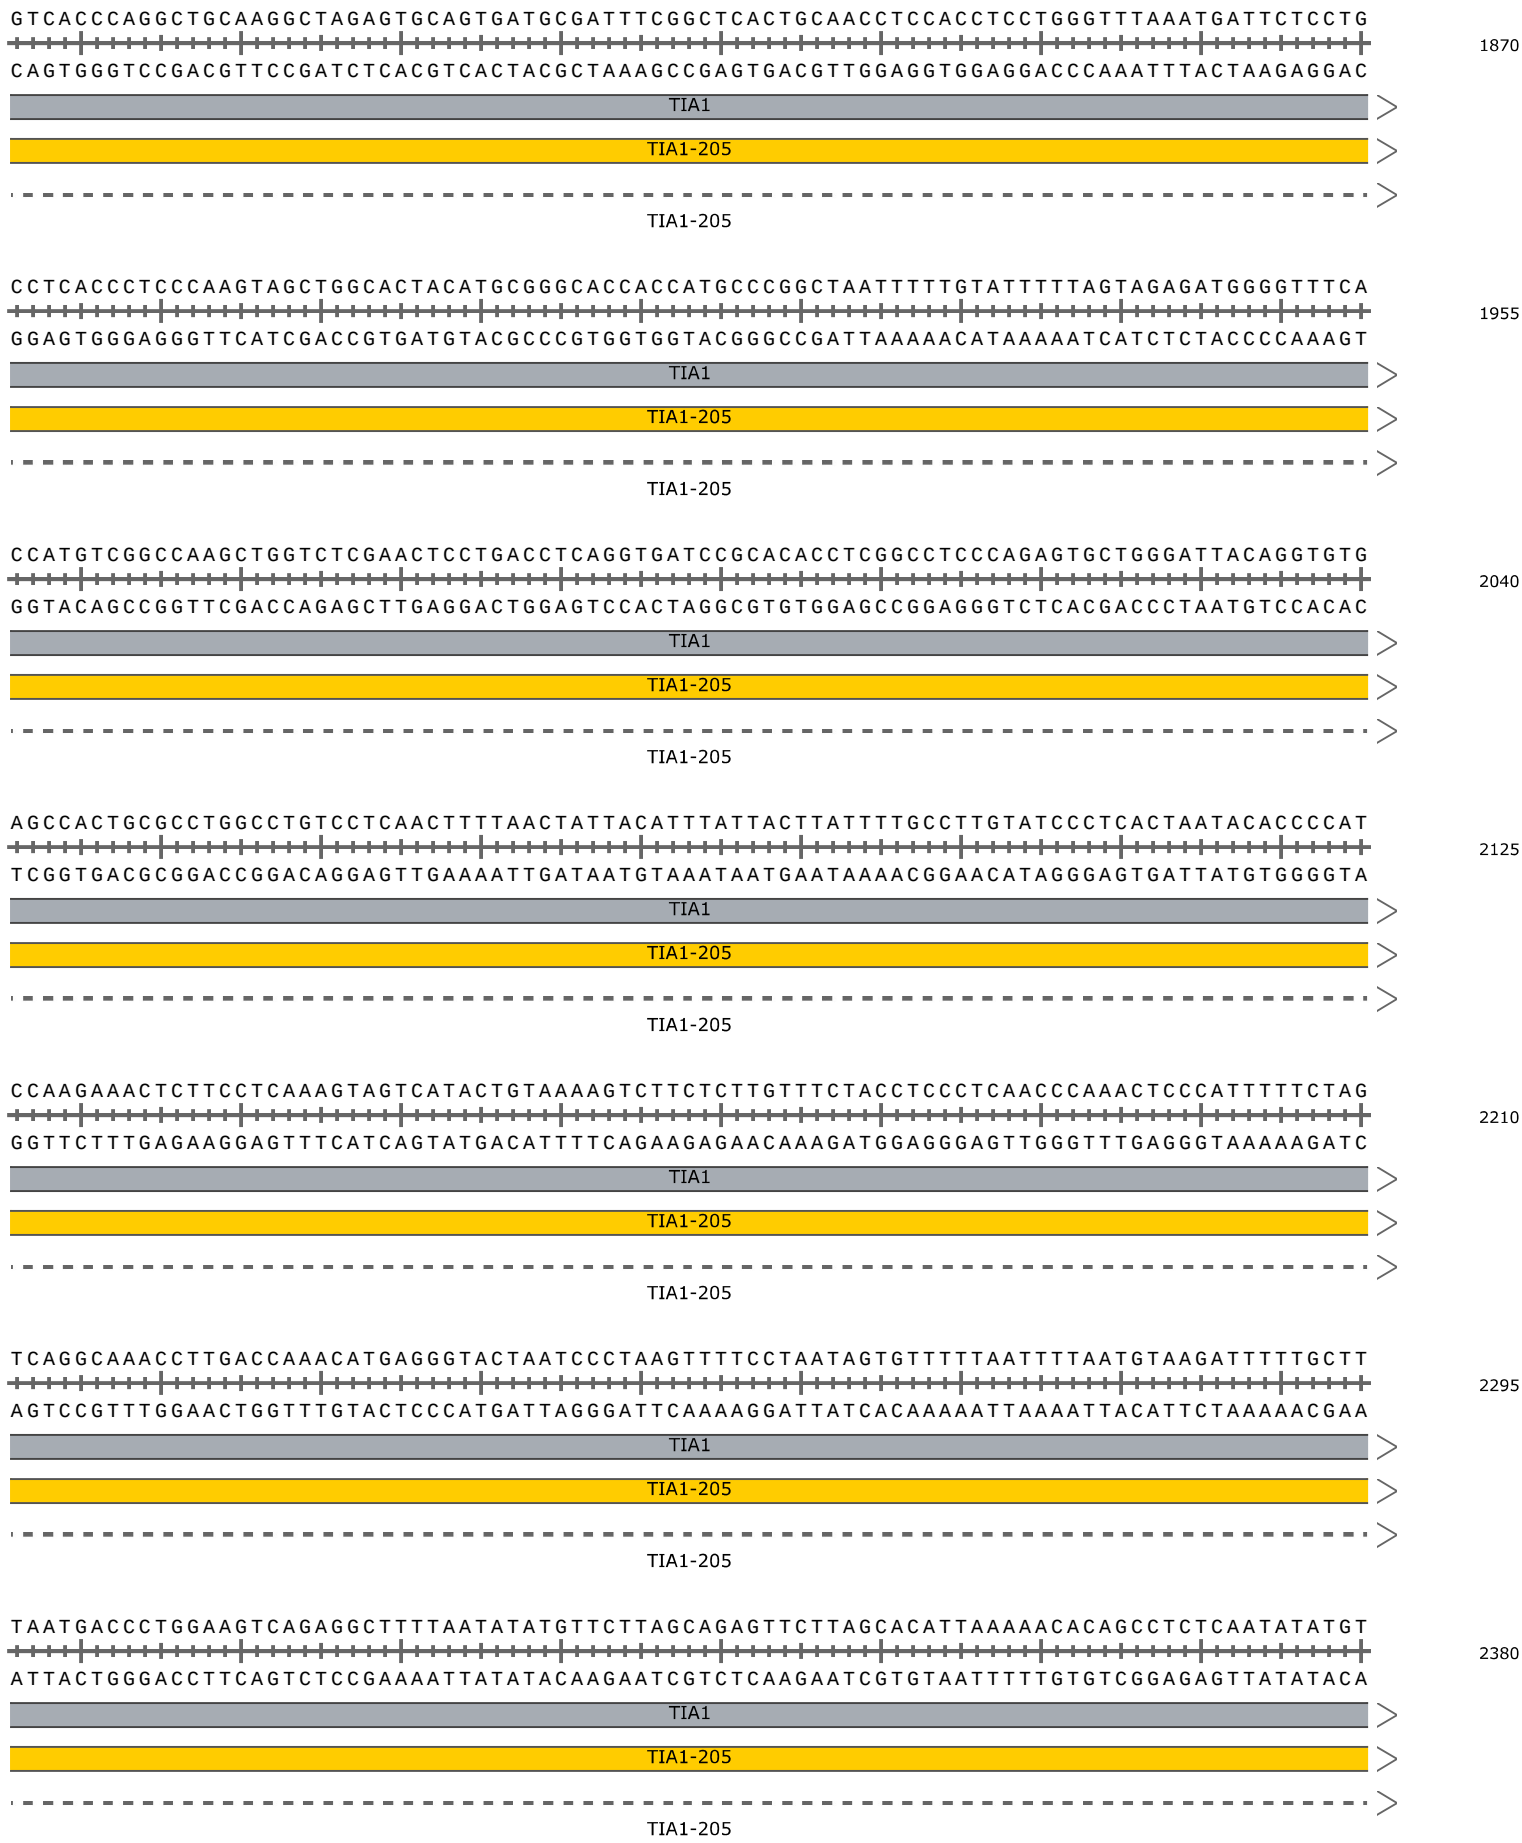 GTCACCCAGGCTGCAAGGCTAGAGTGCAGTGATGCGATTTCGGCTCACTGCAACCTCCACCTCCTGGGTTTAAATGATTCTCCTG
1870
CAGTGGGTCCGACGTTCCGATCTCACGTCACTACGCTAAAGCCGAGTGACGTTGGAGGTGGAGGACCCAAATTTACTAAGAGGAC
TIA1
TIA1-205
TIA1-205
CCTCACCCTCCCAAGTAGCTGGCACTACATGCGGGCACCACCATGCCCGGCTAATTTTTGTATTTTTAGTAGAGATGGGGTTTCA
1955
GGAGTGGGAGGGTTCATCGACCGTGATGTACGCCCGTGGTGGTACGGGCCGATTAAAAACATAAAAATCATCTCTACCCCAAAGT
TIA1
TIA1-205
TIA1-205
CCATGTCGGCCAAGCTGGTCTCGAACTCCTGACCTCAGGTGATCCGCACACCTCGGCCTCCCAGAGTGCTGGGATTACAGGTGTG
2040
GGTACAGCCGGTTCGACCAGAGCTTGAGGACTGGAGTCCACTAGGCGTGTGGAGCCGGAGGGTCTCACGACCCTAATGTCCACAC
TIA1
TIA1-205
TIA1-205
AGCCACTGCGCCTGGCCTGTCCTCAACTTTTAACTATTACATTTATTACTTATTTTGCCTTGTATCCCTCACTAATACACCCCAT
2125
TCGGTGACGCGGACCGGACAGGAGTTGAAAATTGATAATGTAAATAATGAATAAAACGGAACATAGGGAGTGATTATGTGGGGTA
TIA1
TIA1-205
TIA1-205
CCAAGAAACTCTTCCTCAAAGTAGTCATACTGTAAAAGTCTTCTCTTGTTTCTACCTCCCTCAACCCAAACTCCCATTTTTCTAG
2210
GGTTCTTTGAGAAGGAGTTTCATCAGTATGACATTTTCAGAAGAGAACAAAGATGGAGGGAGTTGGGTTTGAGGGTAAAAAGATC
TIA1
TIA1-205
TIA1-205
TCAGGCAAACCTTGACCAAACATGAGGGTACTAATCCCTAAGTTTTCCTAATAGTGTTTTTAATTTTAATGTAAGATTTTTGCTT
2295
AGTCCGTTTGGAACTGGTTTGTACTCCCATGATTAGGGATTCAAAAGGATTATCACAAAAATTAAAATTACATTCTAAAAACGAA
TIA1
TIA1-205
TIA1-205
TAATGACCCTGGAAGTCAGAGGCTTTTAATATATGTTCTTAGCAGAGTTCTTAGCACATTAAAAACACAGCCTCTCAATATATGT
2380
ATTACTGGGACCTTCAGTCTCCGAAAATTATATACAAGAATCGTCTCAAGAATCGTGTAATTTTTGTGTCGGAGAGTTATATACA
TIA1
TIA1-205
TIA1-205